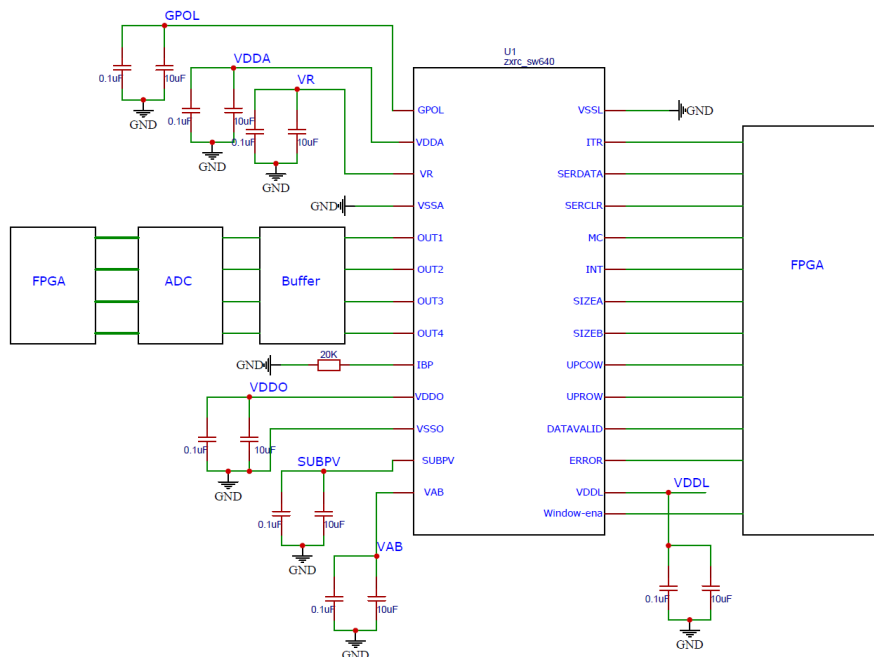 GPOL
0.1uF
10uF
GND
VDDA
0.1uF
10uF
GND
VR
0.1uF
10uF
GND
U1
zxrc_sw640
GPOL
VDDA
VR
VSSA
OUT1
OUT2
OUT3
OUT4
IBP
VDDO
VSSO
SUBPV
VAB
VSSL
ITR
SERDATA
SERCLR
MC
INT
SIZEA
SIZEB
UPCOW
UPROW
DATAVALID
ERROR
VDDL
Window-ena
GND
GND
FPGA
ADC
Buffer
FPGA
GND
20K
VDDO
0.1uF
10uF
GND
SUBPV
0.1uF
10uF
GND
VAB
0.1uF
10uF
GND
VDDL
0.1uF
10uF
GND